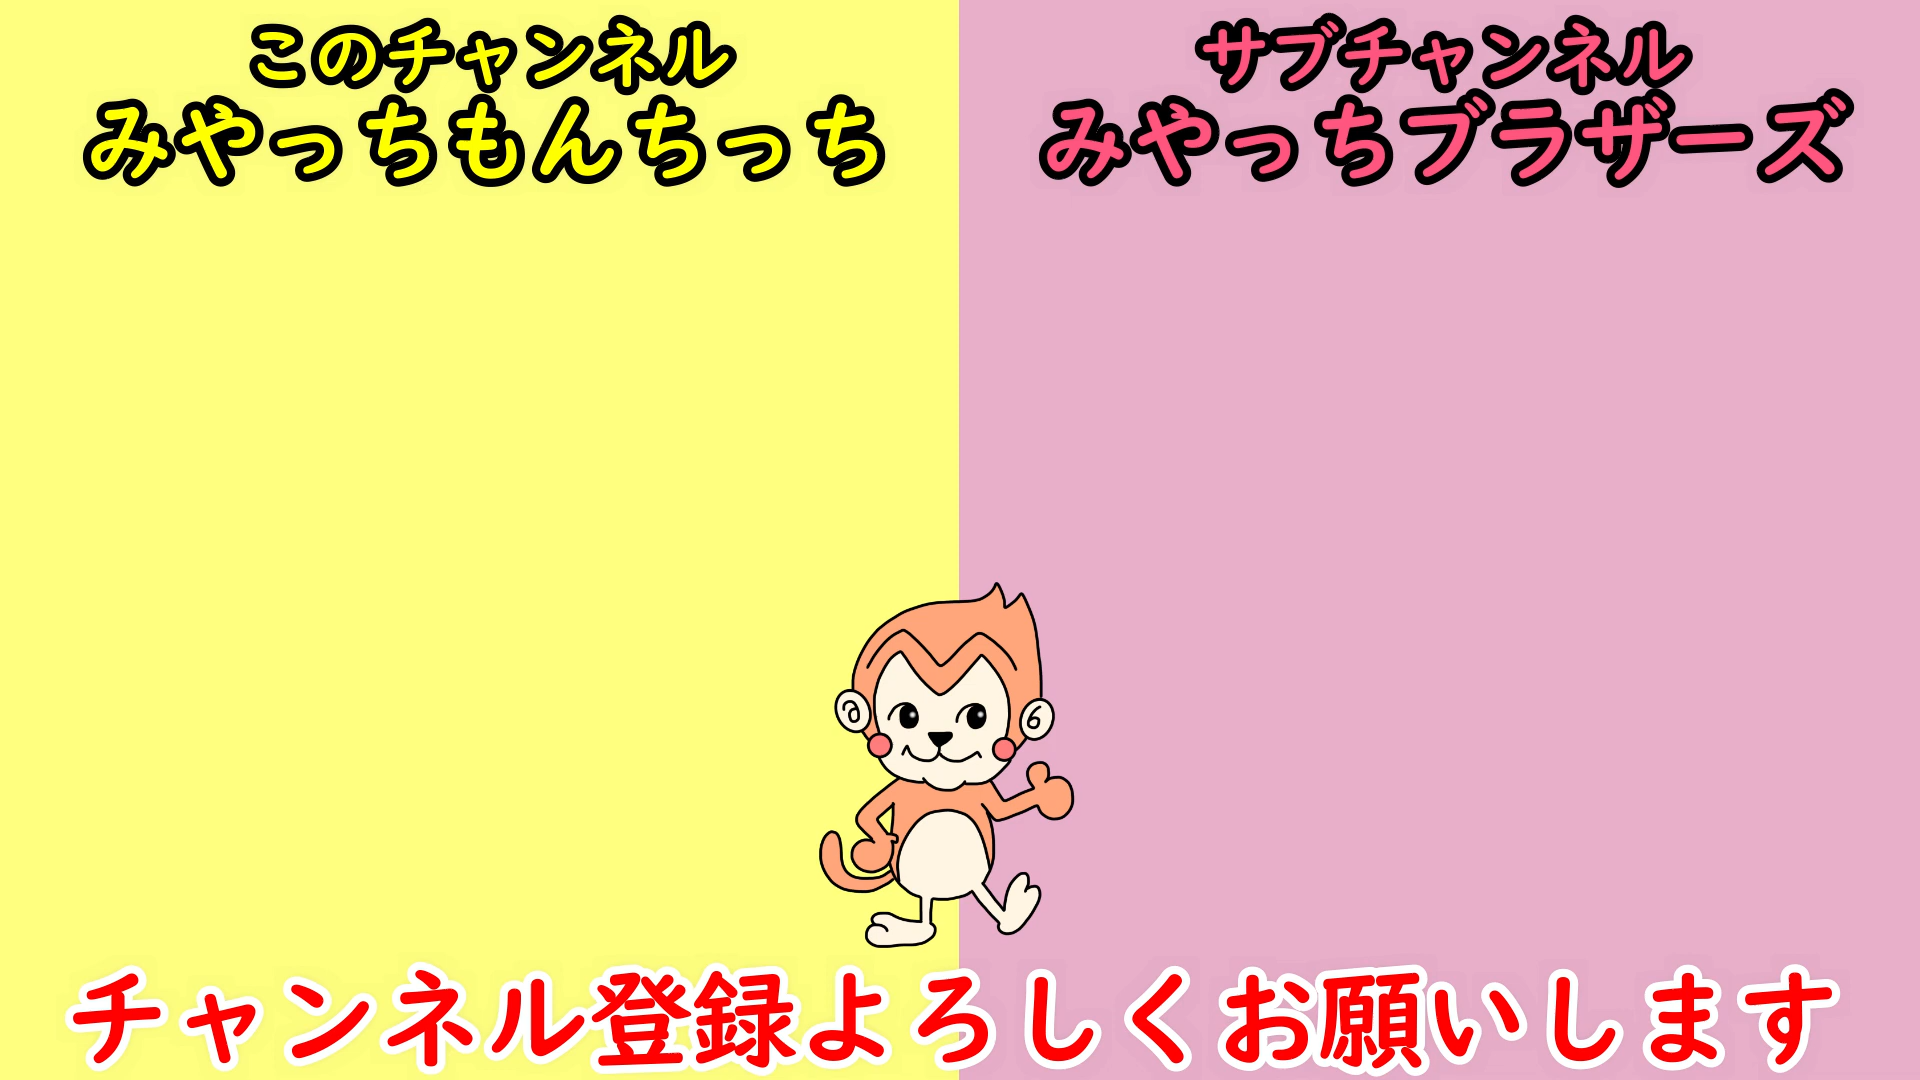 このチャンネル
みやっちもんちっち
サブチャンネル
みやっちブラザーズ
チャンネル登録よろしくお願いします